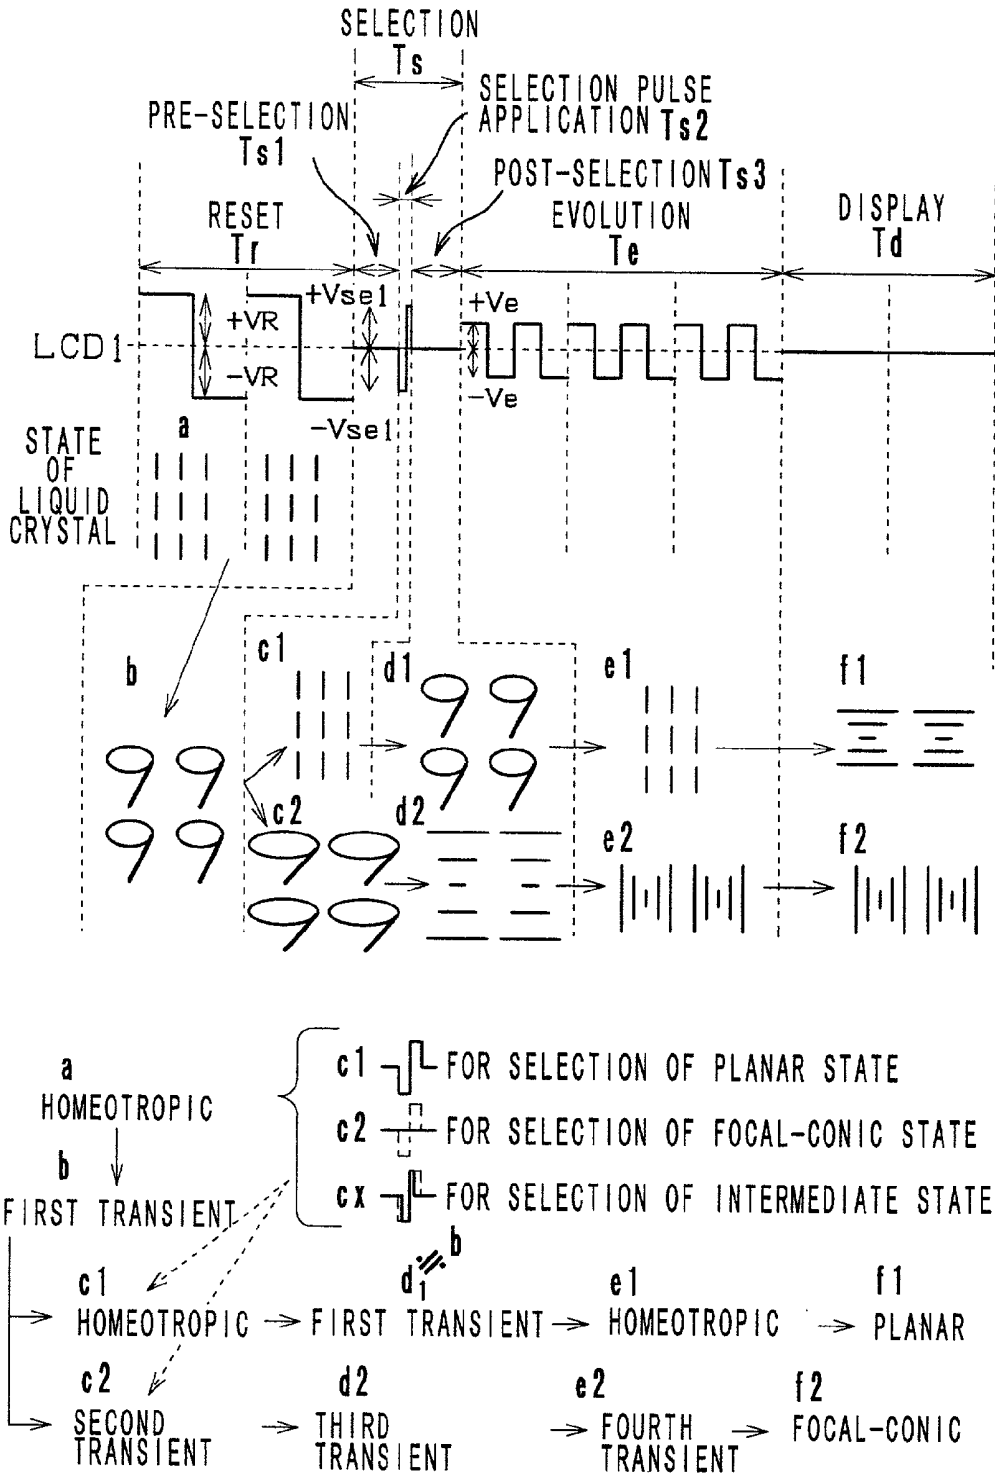 SELECTION
Ts
SELECTION PULSE
APPLICATION Ts2
PRE-SELECTION
Ts1
POST-SELECTION Ts3
RESET
Tr
EVOLUTION
Te
DISPLAY
Td
+Vse1
+Ve
+VR
LCD1
-VR
-Ve
-Vse1
a
STATE
OF
LIQUID
CRYSTAL
b
c1
d1
e1
f1
c2
d2
e2
f2
c1 FOR SELECTION OF PLANAR STATE
c2 FOR SELECTION OF FOCAL-CONIC STATE
cx FOR SELECTION OF INTERMEDIATE STATE
a
HOMEOTROPIC
b
FIRST TRANSIENT
c1
HOMEOTROPIC
d1 b
FIRST TRANSIENT
e1
HOMEOTROPIC
f1
PLANAR
c2
SECOND
TRANSIENT
d2
THIRD
TRANSIENT
e2
FOURTH
TRANSIENT
f2
FOCAL-CONIC